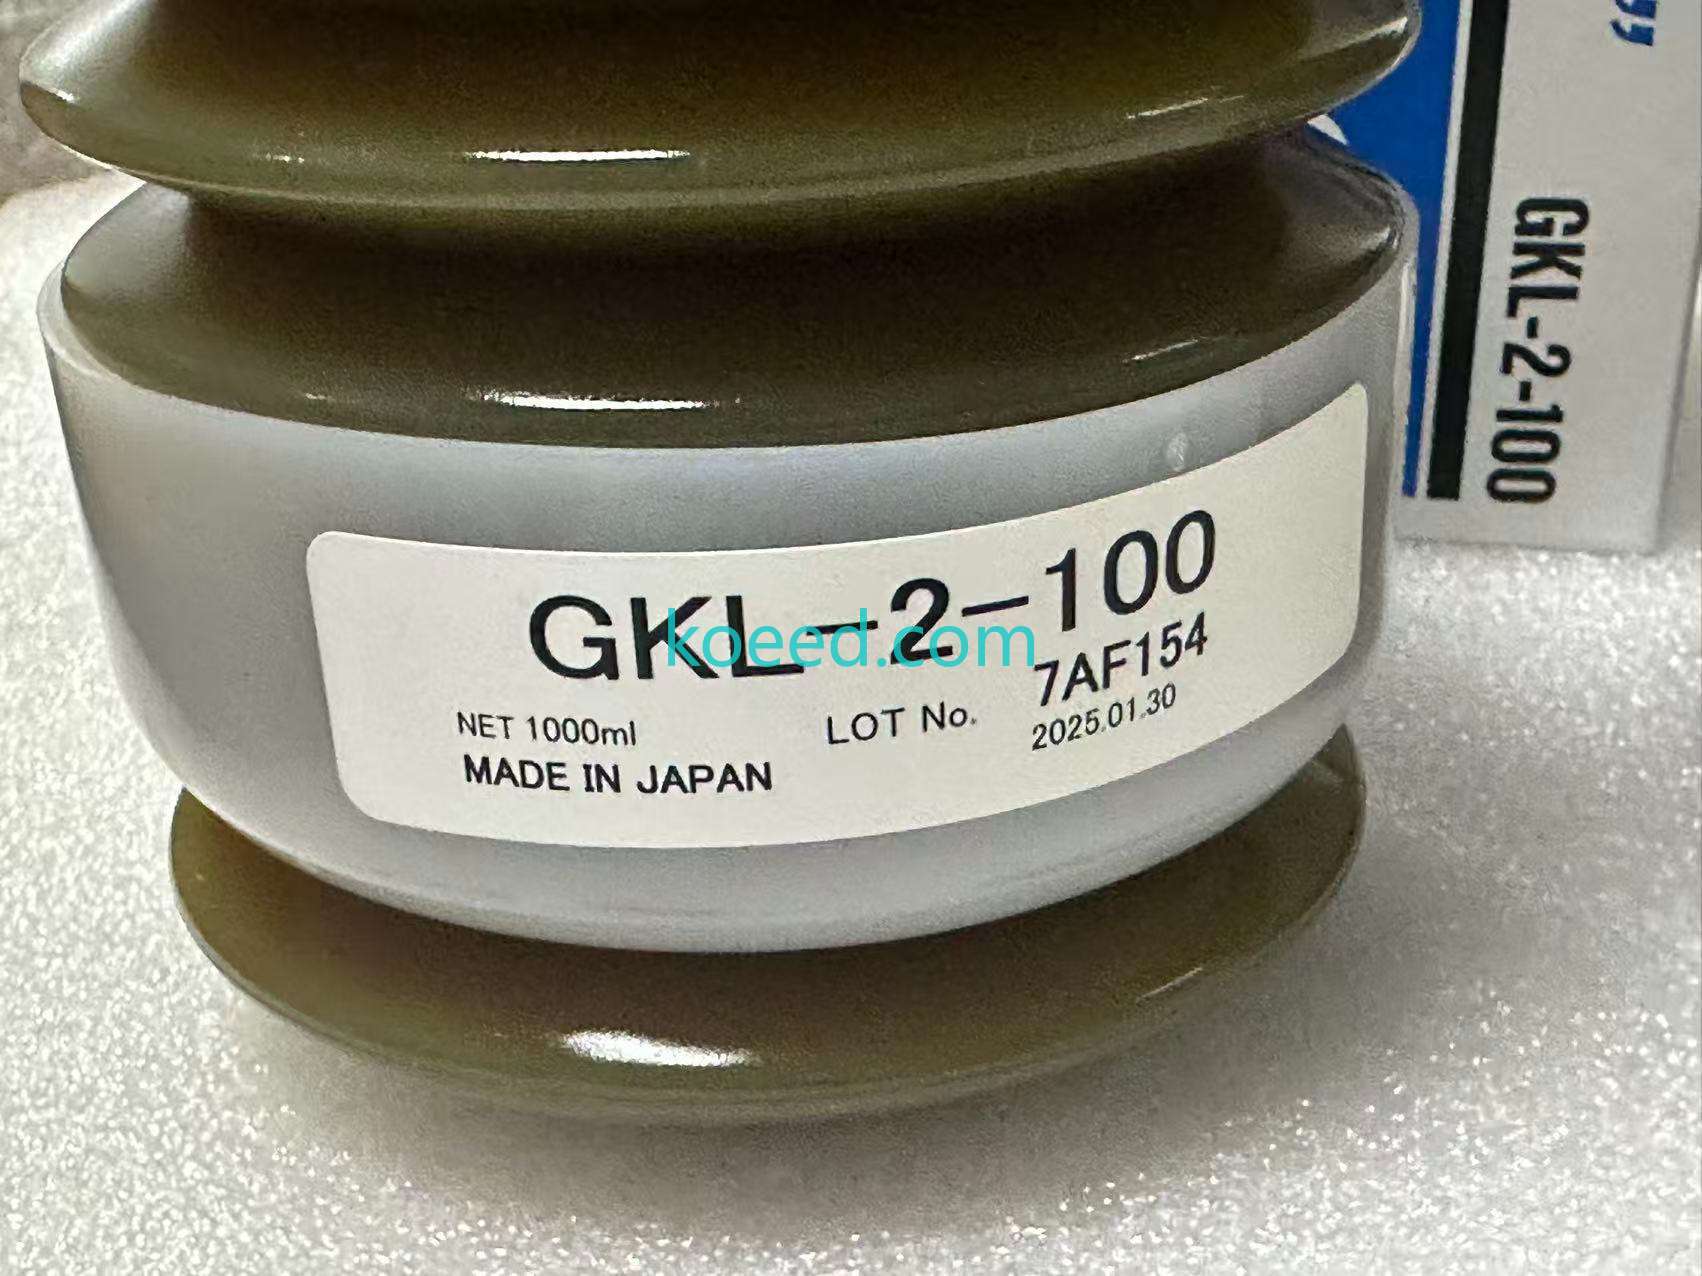 GKL-2-100
GKL-2-100
koeed.com
7AF154
NET 1000ml
LOT No.
2025.01.30
MADE IN JAPAN